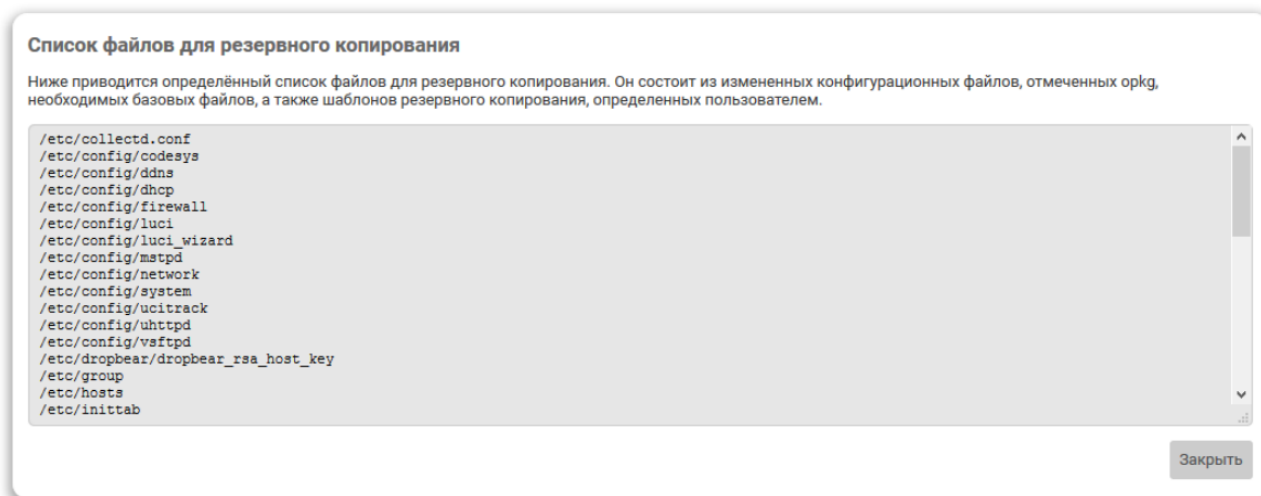 Список файлов для резервного копирования
Ниже приводится определённый список файлов для резервного копирования. Он состоит из измененных конфигурационных файлов, отмеченных opkg,
необходимых базовых файлов, а также шаблонов резервного копирования, определенных пользователем.
/etc/collectd.conf
/etc/config/codesys
/etc/config/ddns
/etc/config/dhcp
/etc/config/firewall
/etc/config/luci
/etc/config/luci_wizard
/etc/config/mstpd
/etc/config/network
/etc/config/system
/etc/config/ucitrack
/etc/config/uhttpd
/etc/config/vsftpd
/etc/dropbear/dropbear_rsa_host_key
/etc/group
/etc/hosts
/etc/inittab
Закрыть